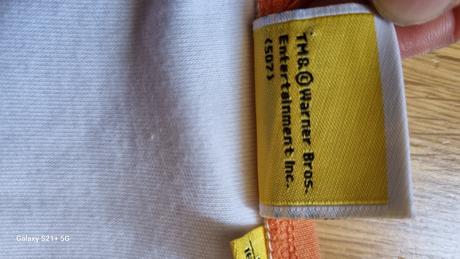 TM&©Warner Bros.
Entertainment Inc.
(S07)
Galaxy S21+ 5G